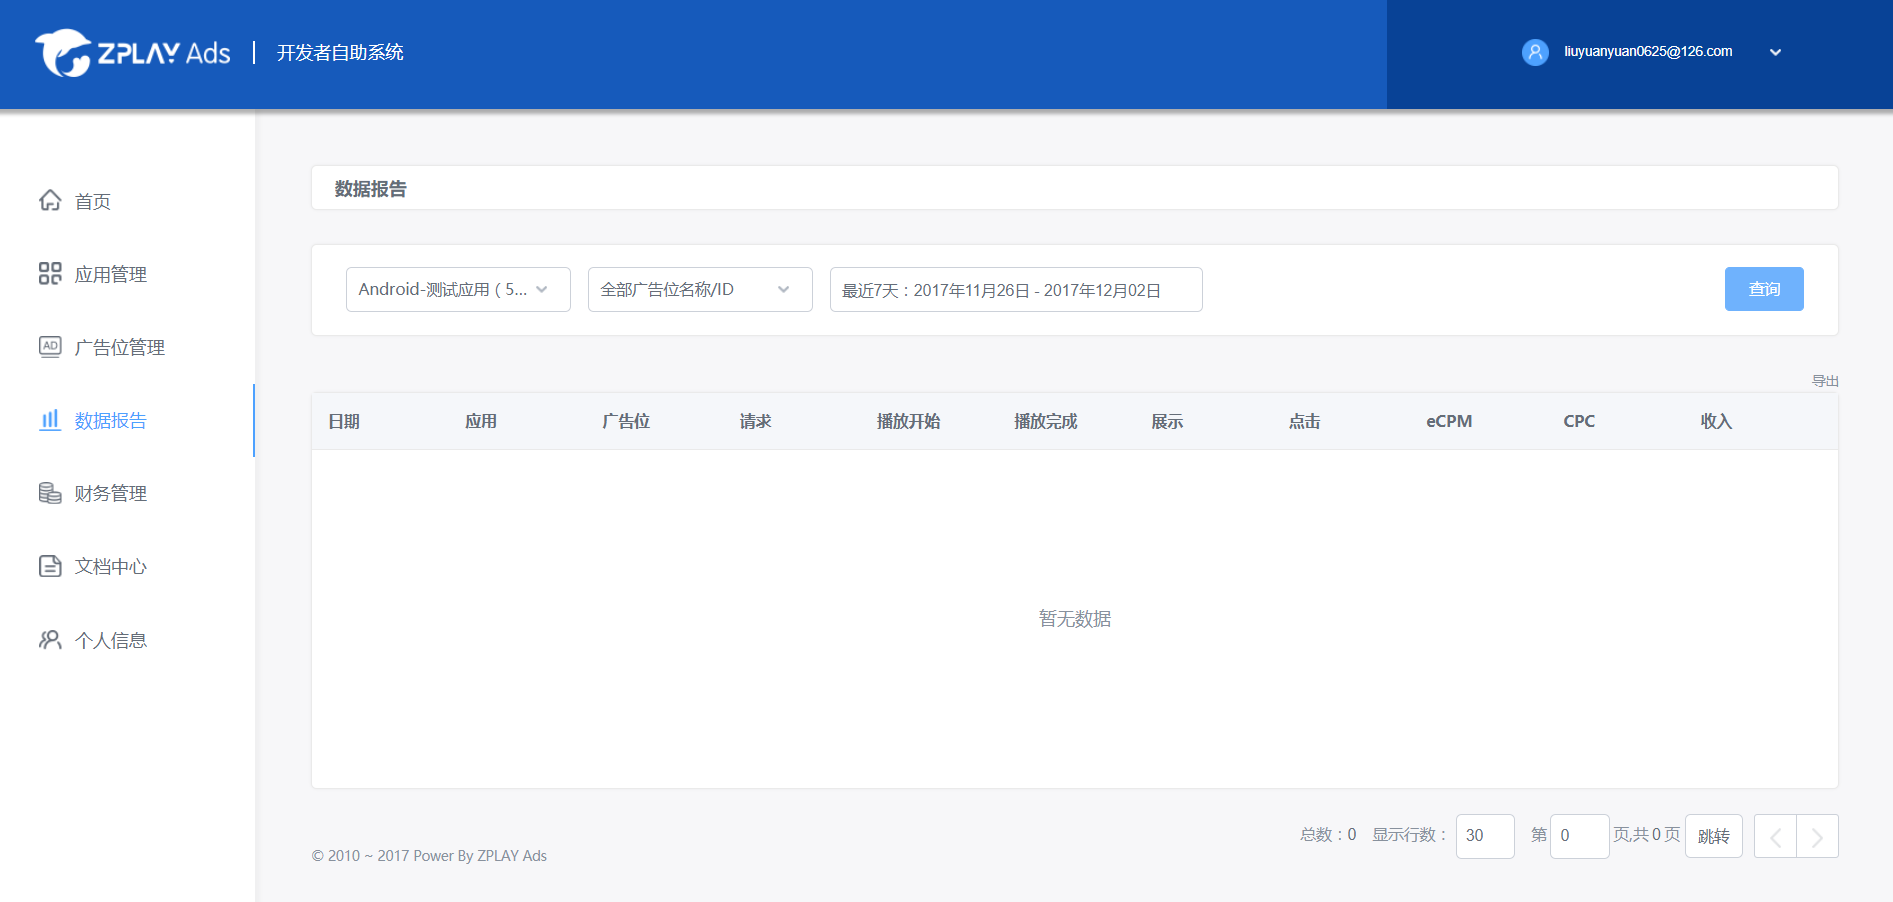 ZPLAY Ads | 开发者自助系统
liuyuanyuan0625@126.com
首页
应用管理
AD 广告位管理
数据报告
财务管理
文档中心
个人信息
数据报告
Android-测试应用 ( 5... 全部广告位名称/ID 最近7天 : 2017年11月26日 - 2017年12月02日 查询
导出
日期 应用 广告位 请求 播放开始 播放完成 展示 点击 eCPM CPC 收入
暂无数据
总数 : 0 显示行数 : 30 第 0 页,共 0 页 跳转
© 2010 ~ 2017 Power By ZPLAY Ads